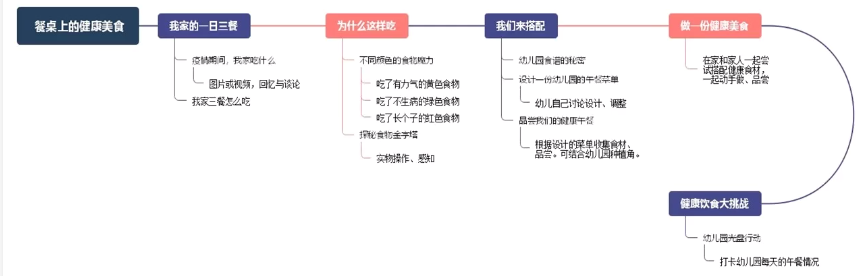 餐桌上的健康美食
我家的一日三餐
疫情期间，我家吃什么
图片或视频，回忆与谈论
我家三餐怎么吃
为什么这样吃
不同颜色的食物魔力
吃了有力气的黄色食物
吃了不生病的绿色食物
吃了长个子的红色食物
探秘食物金字塔
实物操作、感知
我们来搭配
幼儿园食谱的秘密
设计一份幼儿园的午餐菜单
幼儿自己讨论设计、调整
品尝我们的健康午餐
根据设计的菜单收集食材、
品尝。可结合幼儿园种植角。
做一份健康美食
在家和家人一起尝
试搭配健康食材，
一起动手做、品尝
健康饮食大挑战
幼儿园光盘行动
打卡幼儿园每天的午餐情况